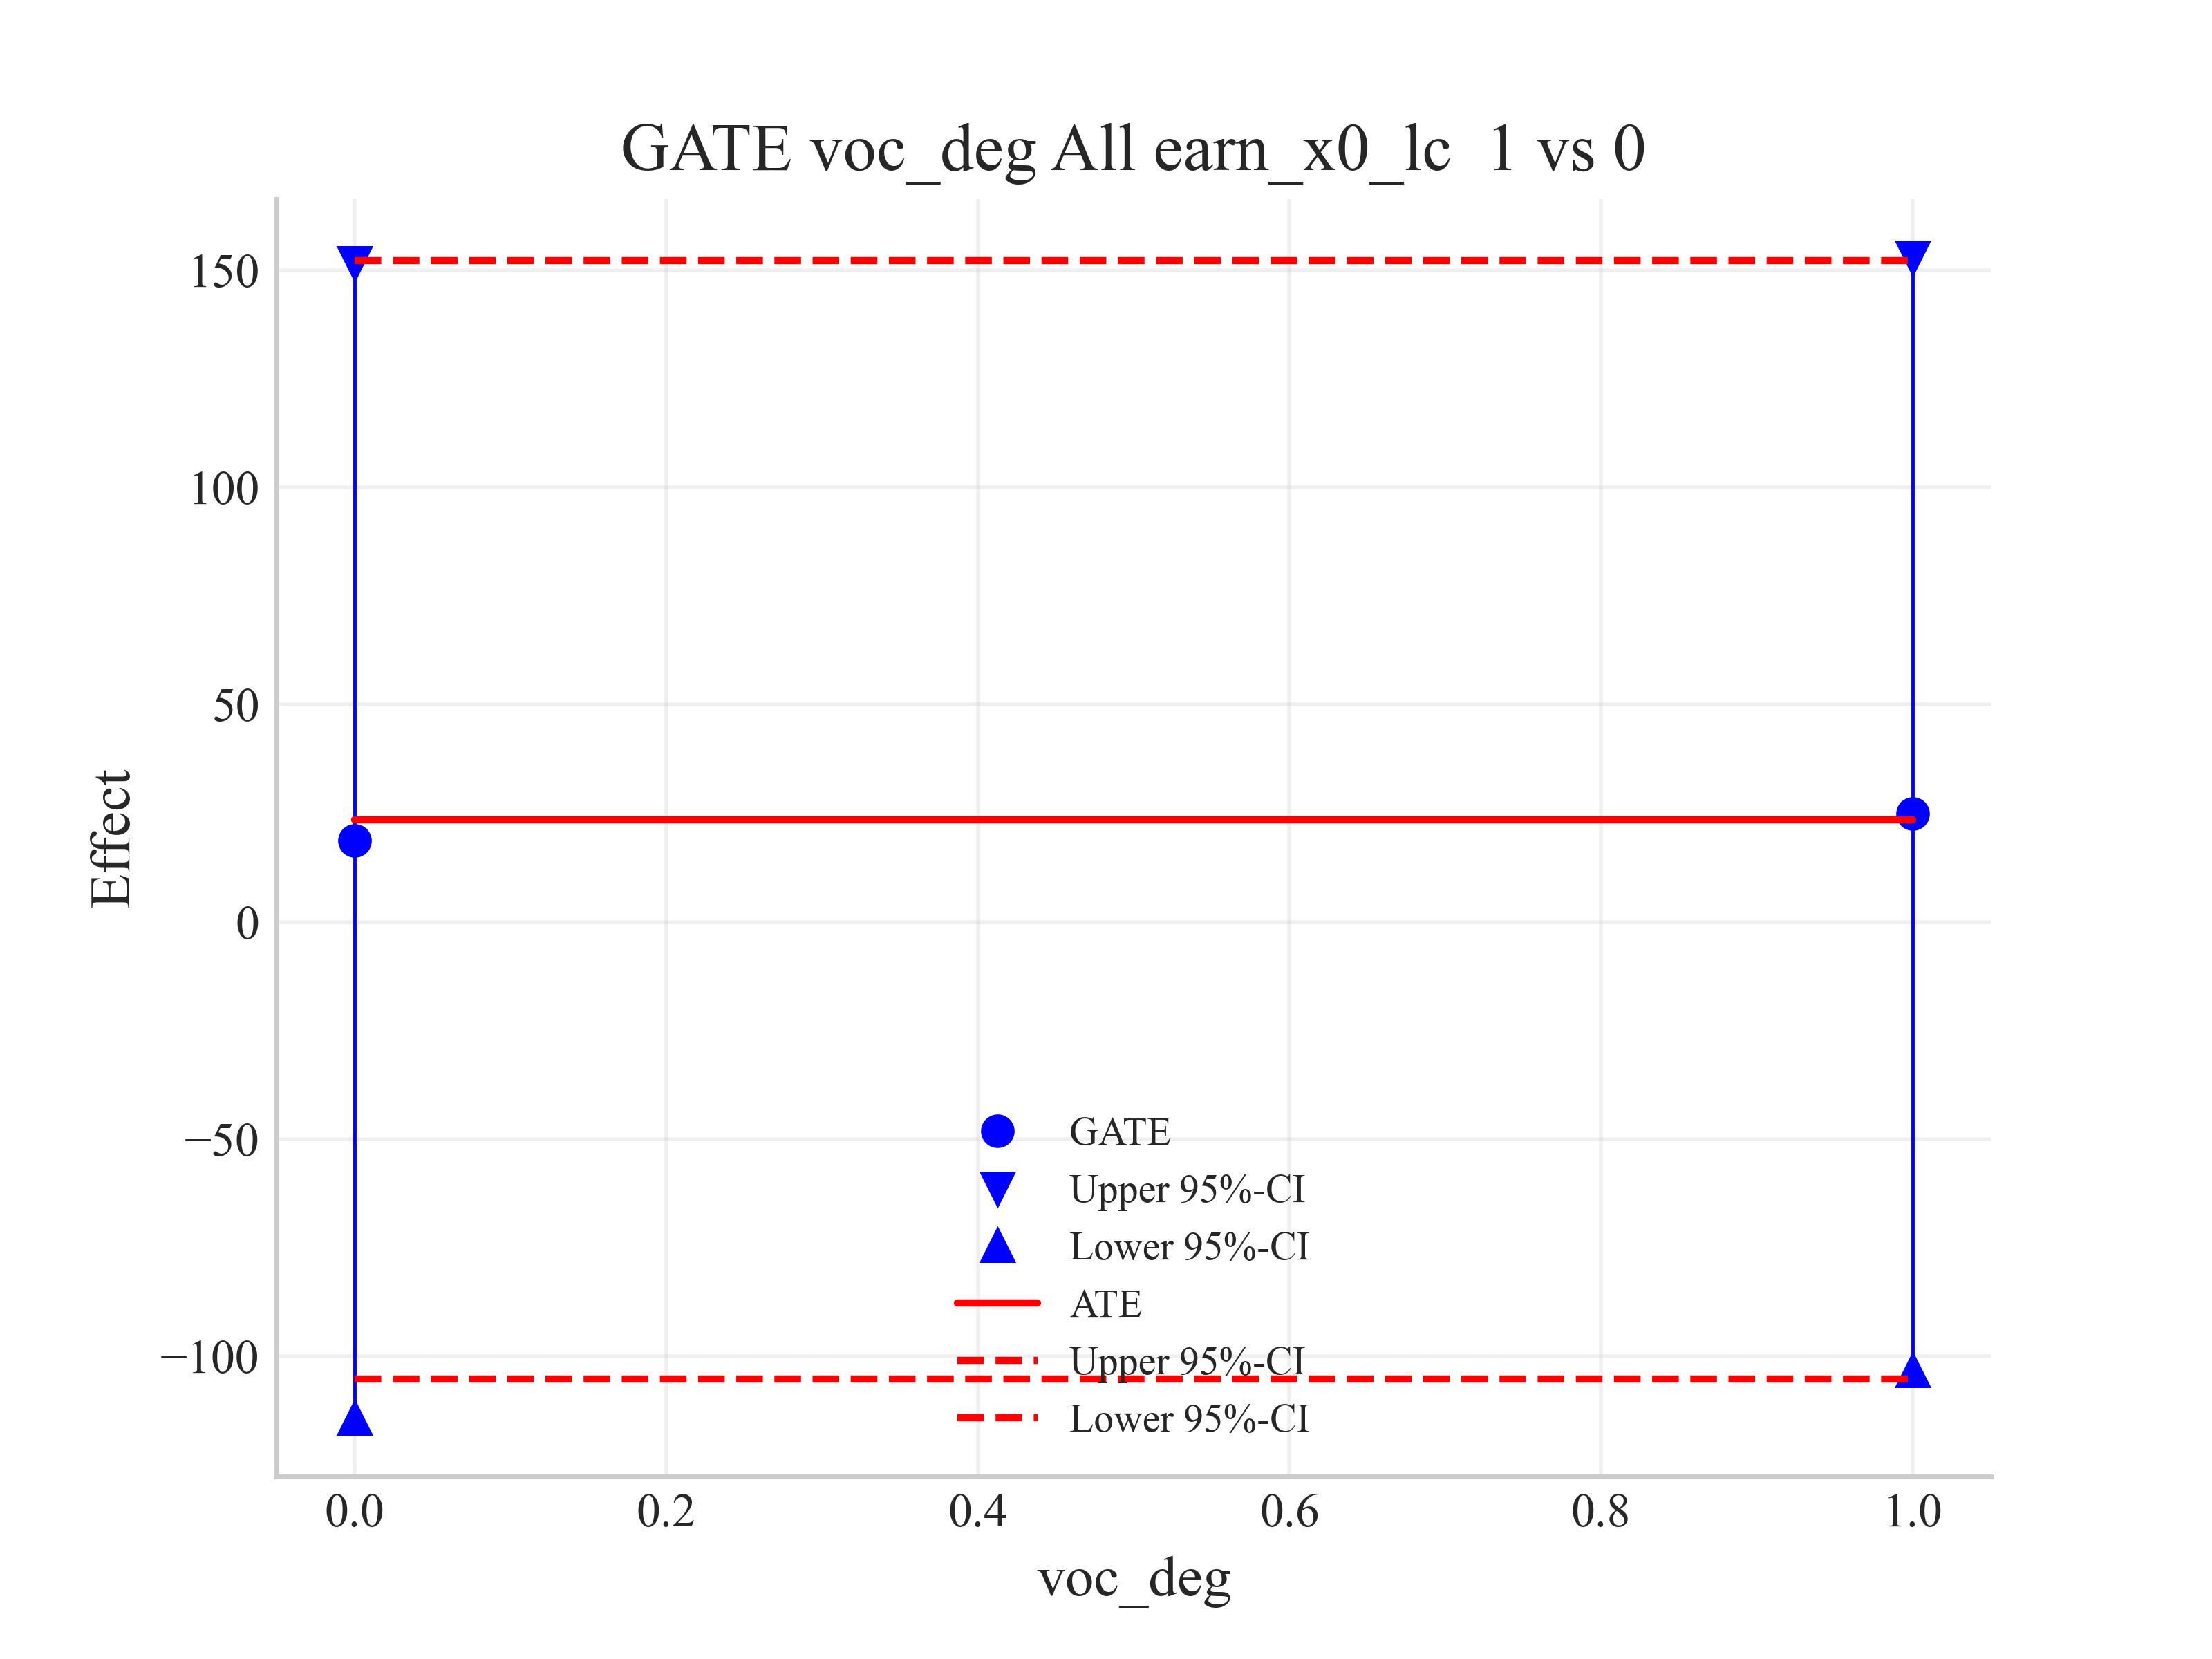 GATE voc_deg All earn_x0_lc  1 vs 0
150
100
50
0
−50
−100
Effect
GATE
Upper 95%-CI
Lower 95%-CI
ATE
Upper 95%-CI
Lower 95%-CI
0.0 0.2 0.4 0.6 0.8 1.0
voc_deg